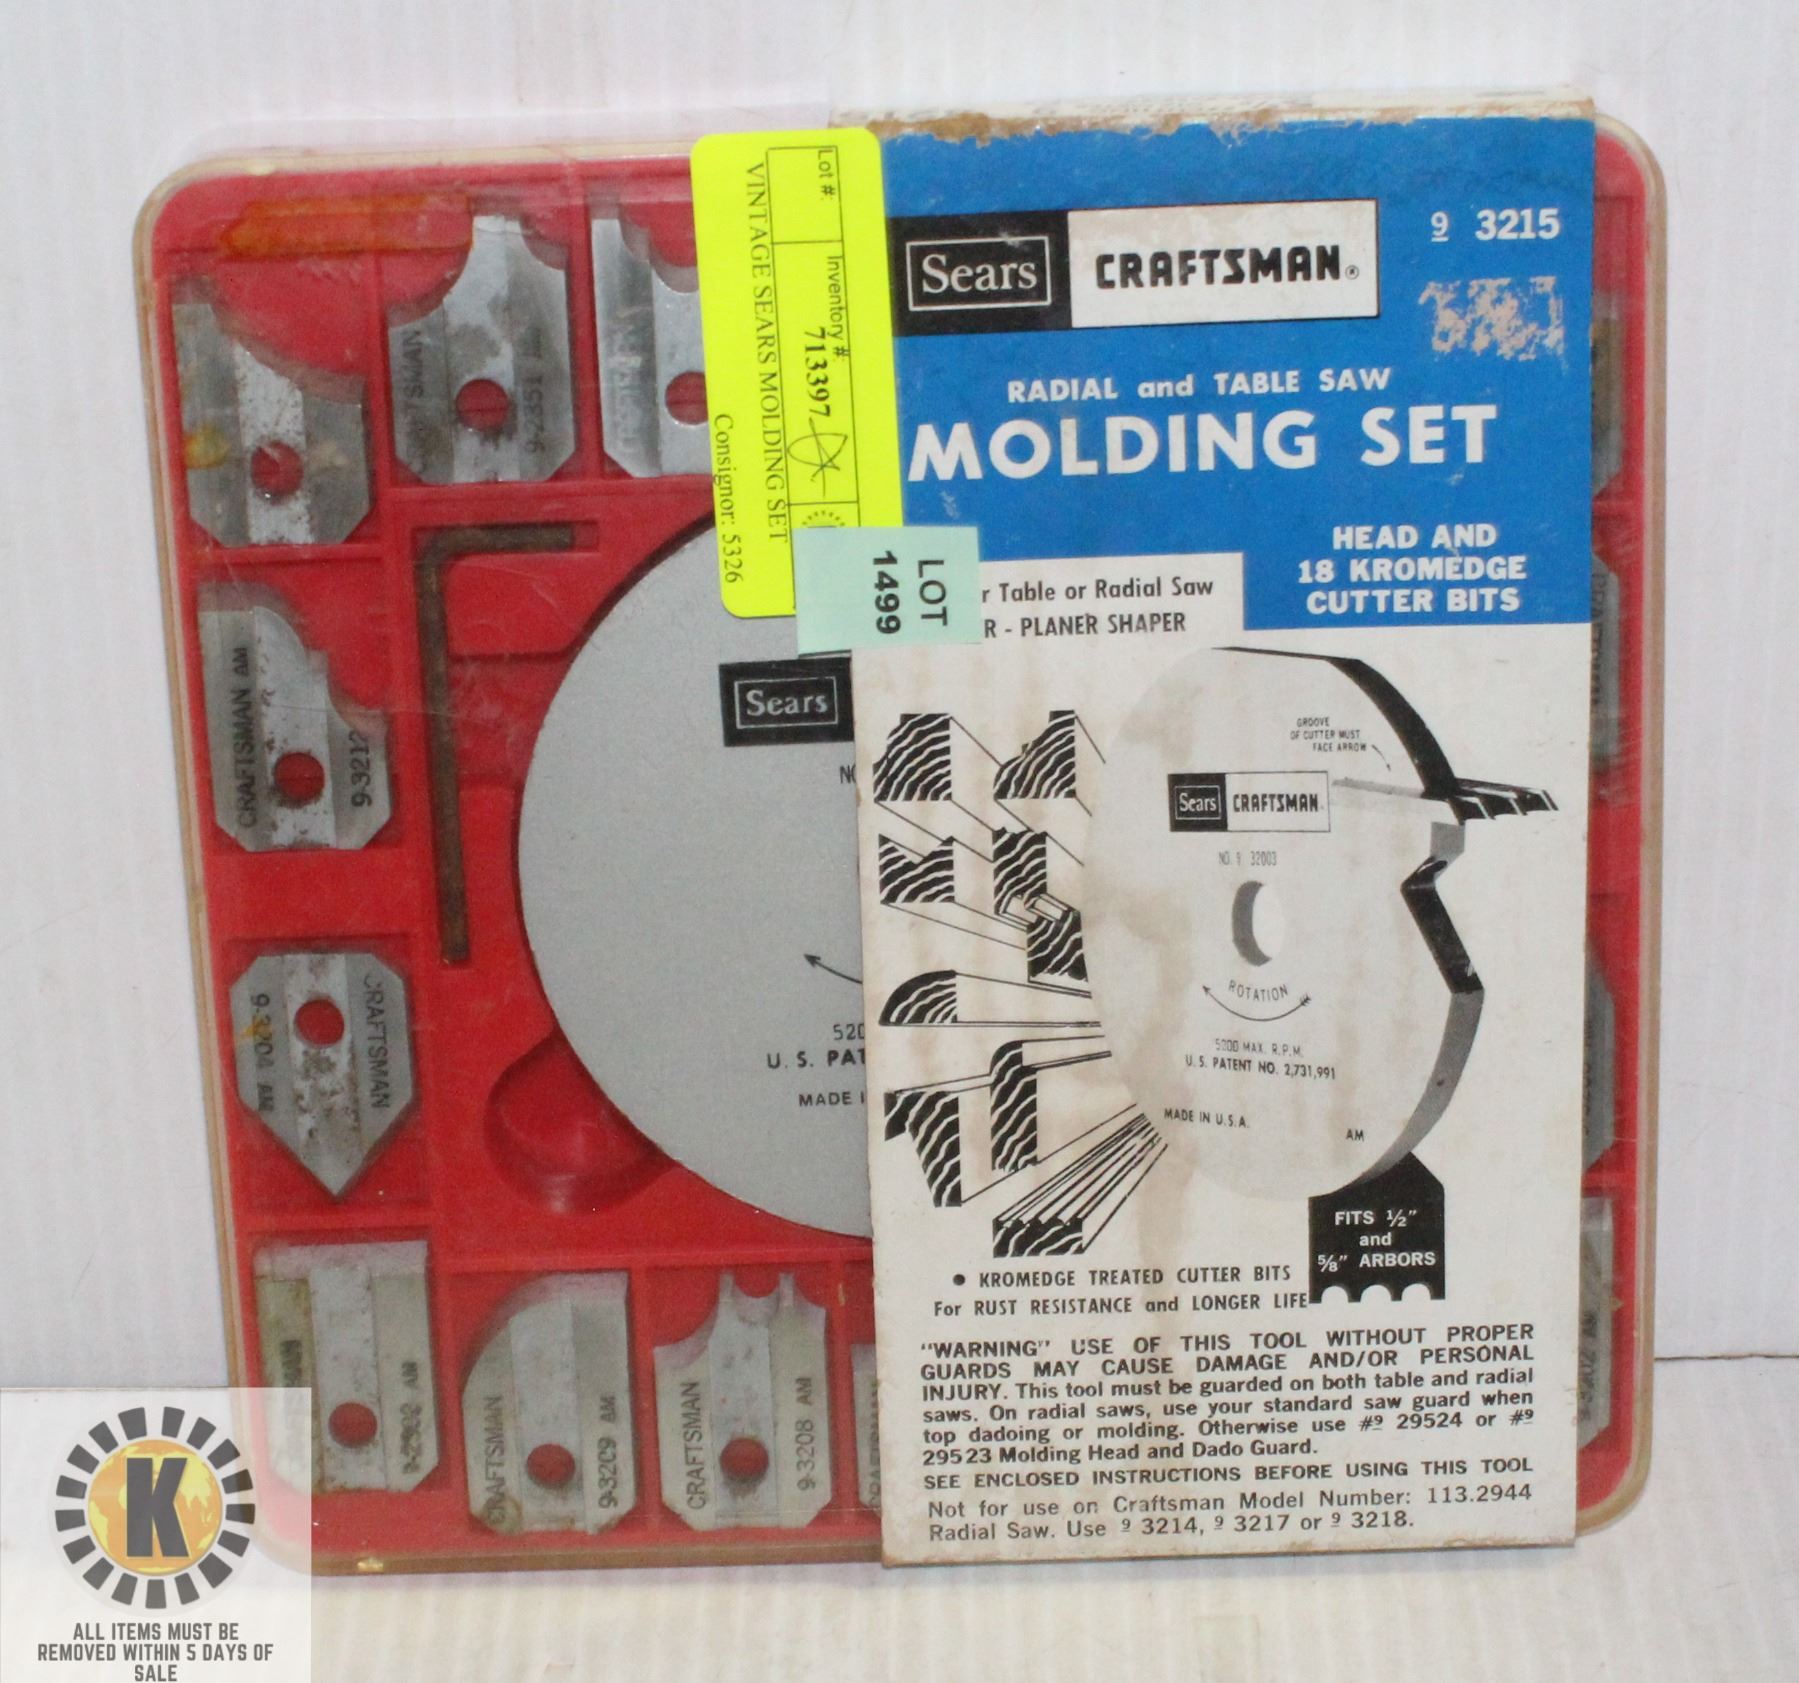 Lot #:
Inventory #:
713397
VINTAGE SEARS MOLDING SET
Consignor: 5326
LOT
1499
Sears
CRAFTSMAN®
9 3215
RADIAL and TABLE SAW
MOLDING SET
HEAD AND
18 KROMEDGE
CUTTER BITS
r Table or Radial Saw
R - PLANER SHAPER
GROOVE
OF CUTTER MUST
FACE ARROW
Sears CRAFTSMAN
NO. 9 32003
ROTATION
5200 MAX. R.P.M.
U.S. PATENT NO. 2,731,991
MADE IN U.S.A.
AM
FITS 1/2"
and
5/8" ARBORS
• KROMEDGE TREATED CUTTER BITS
For RUST RESISTANCE and LONGER LIFE
"WARNING" USE OF THIS TOOL WITHOUT PROPER
GUARDS MAY CAUSE DAMAGE AND/OR PERSONAL
INJURY. This tool must be guarded on both table and radial
saws. On radial saws, use your standard saw guard when
top dadoing or molding. Otherwise use #9 29524 or #9
29523 Molding Head and Dado Guard.
SEE ENCLOSED INSTRUCTIONS BEFORE USING THIS TOOL
Not for use on Craftsman Model Number: 113.2944
Radial Saw. Use 9 3214, 9 3217 or 9 3218.
Sears
520
U. S. PAT
MADE I
CRAFTSMAN
9-2351
CRAFTSMAN AM
9-3212
CRAFTSMAN
AM
CRAFTSMAN
9-3209 AM
CRAFTSMAN
9-3208 AM
K
ALL ITEMS MUST BE
REMOVED WITHIN 5 DAYS OF
SALE